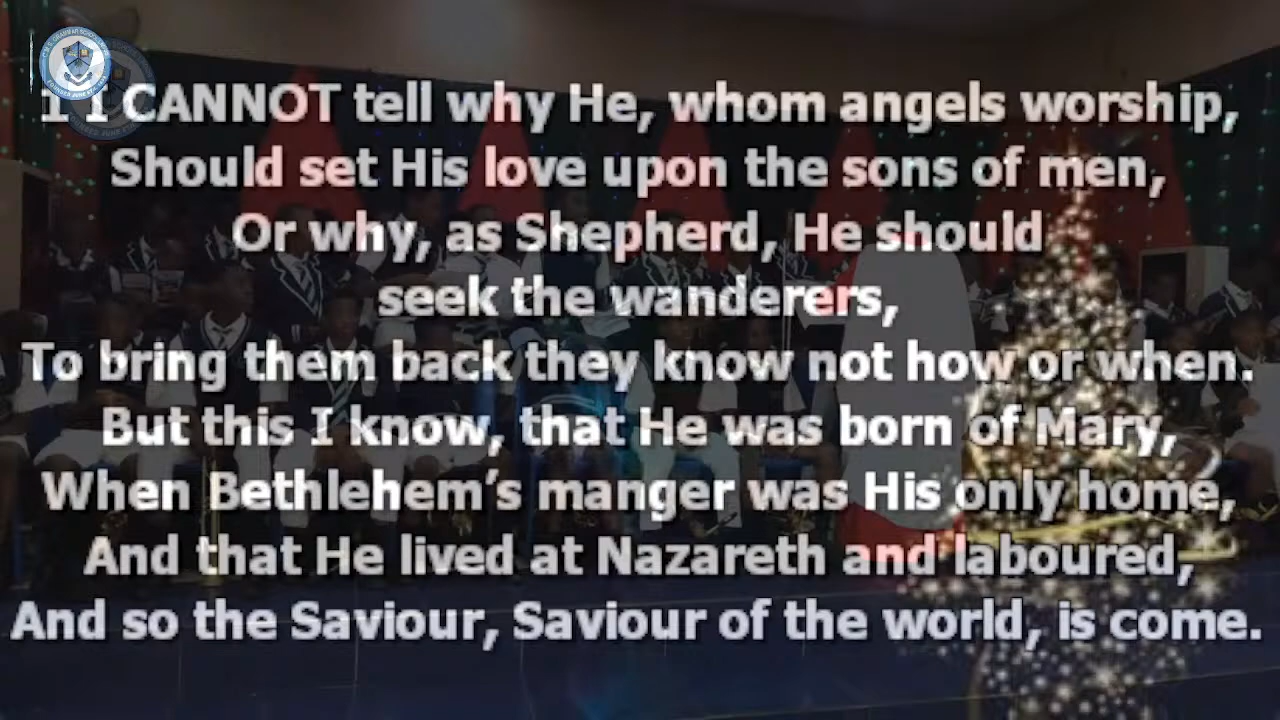 1 I CANNOT tell why He, whom angels worship,
Should set His love upon the sons of men,
Or why, as Shepherd, He should
seek the wanderers,
To bring them back they know not how or when.
But this I know, that He was born of Mary,
When Bethlehem’s manger was His only home,
And that He lived at Nazareth and laboured,
And so the Saviour, Saviour of the world, is come.